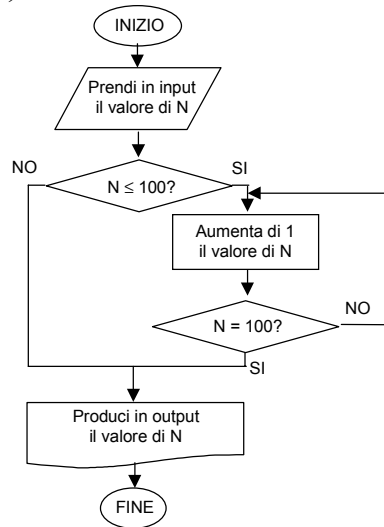 )
INIZIO
Prendi in input
il valore di N
NO
N ≤ 100?
SI
Aumenta di 1
il valore di N
N = 100?
NO
SI
Produci in output
il valore di N
FINE